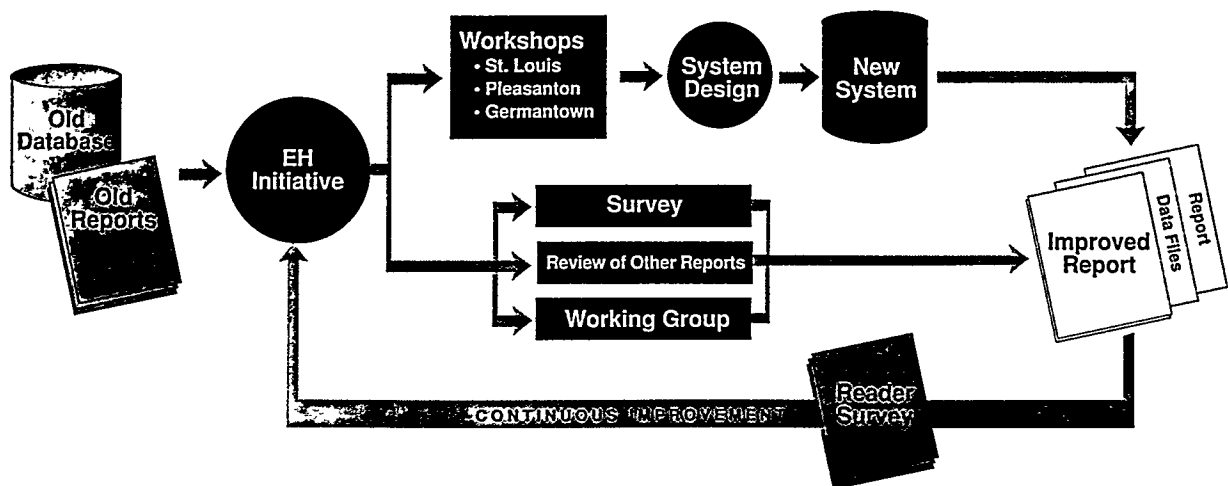 Old
Database
Old
Reports
EH
Initiative
Workshops
• St. Louis
• Pleasanton
• Germantown
System
Design
New
System
Survey
Review of Other Reports
Working Group
Improved
Report
Data Files
Report
Reader
Survey
CONTINUOUS IMPROVEMENT